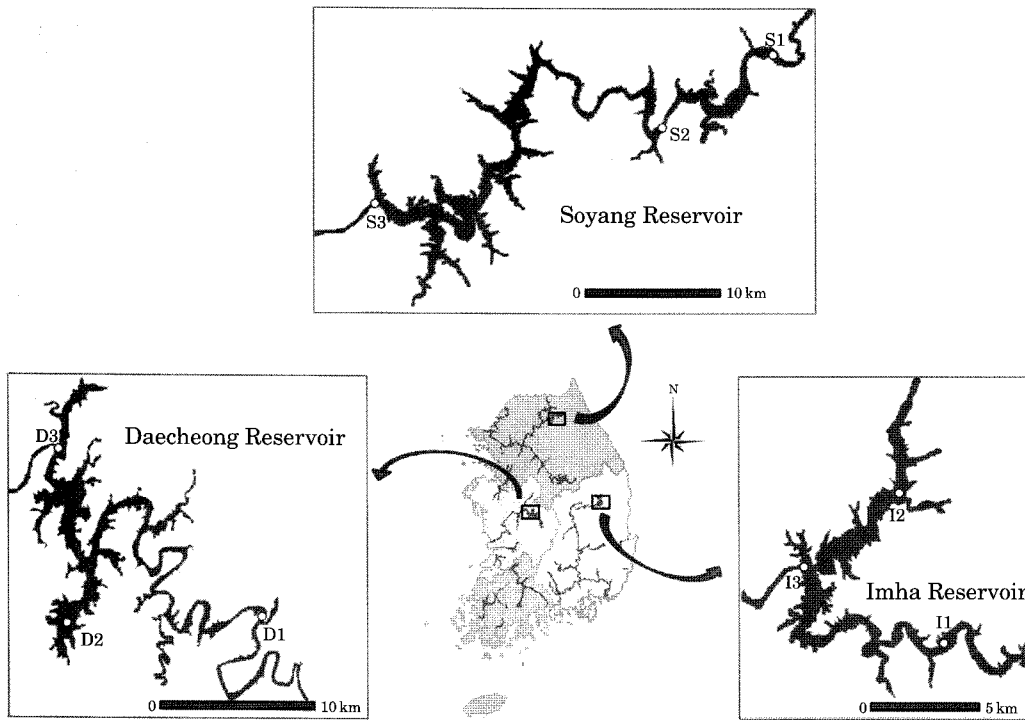 S1
S2
S3
Soyang Reservoir
0 10 km
N
D3
Daecheong Reservoir
D2
D1
0 10 km
I2
I3
Imha Reservoir
I1
0 5 km